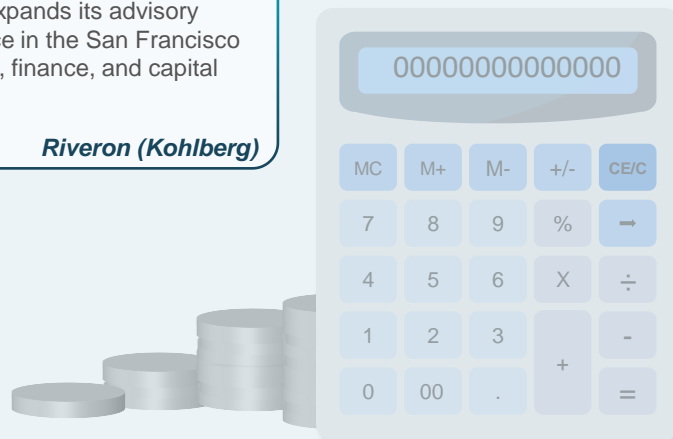 xpands its advisory
ce in the San Francisco
, finance, and capital
Riveron (Kohlberg)
00000000000000
MC M+ M- +/- CE/C
7 8 9 % ➞
4 5 6 X ÷
1 2 3
-
+
0 00 . =